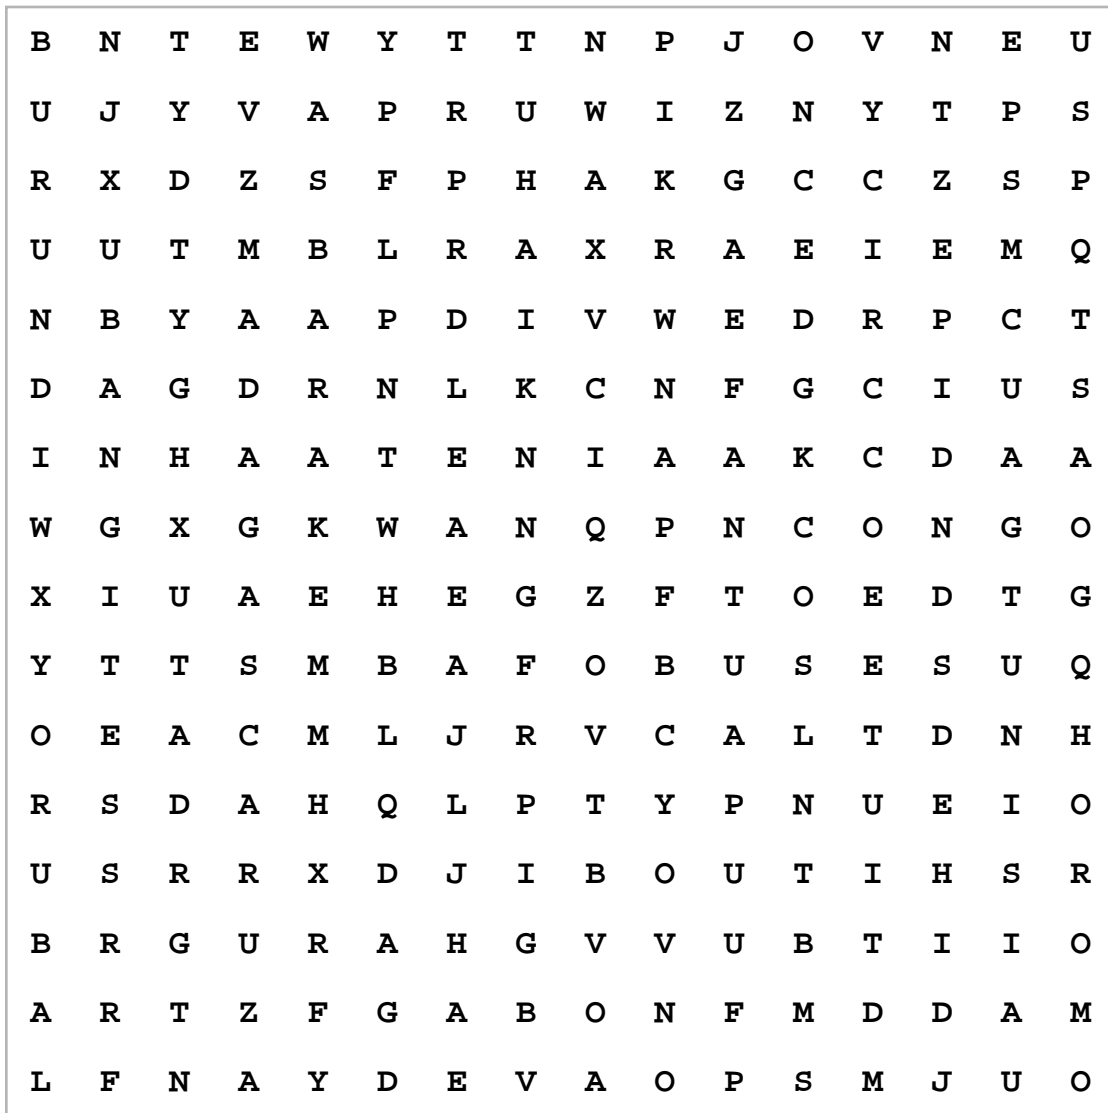 B N T E W Y T T N P J O V N E U
U J Y V A P R U W I Z N Y T P S
R X D Z S F P H A K G C C Z S P
U U T M B L R A X R A E I E M Q
N B Y A A P D I V W E D R P C T
D A G D R N L K C N F G C I U S
I N H A A T E N I A A K C D A A
W G X G K W A N Q P N C O N G O
X I U A E H E G Z F T O E D T G
Y T T S M B A F O B U S E S U Q
O E A C M L J R V C A L T D N H
R S D A H Q L P T Y P N U E I O
U S R R X D J I B O U T I H S R
B R G U R A H G V V U B T I I O
A R T Z F G A B O N F M D D A M
L F N A Y D E V A O P S M J U O